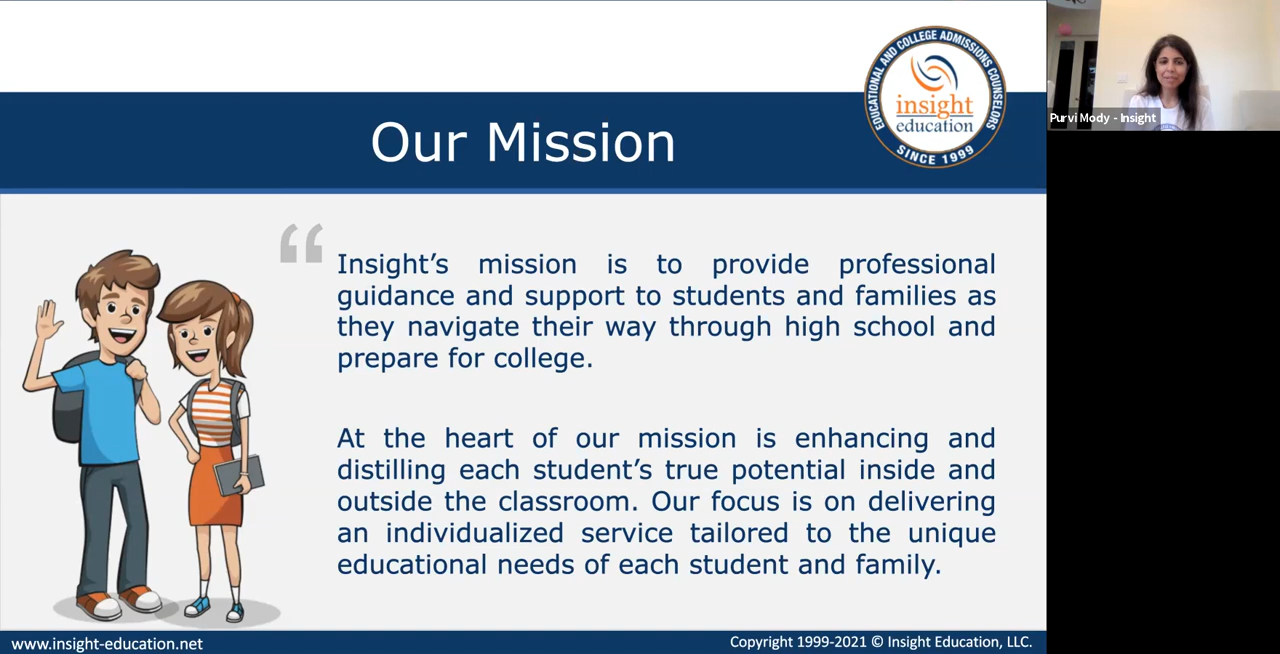 EDUCATIONAL AND COLLEGE ADMISSIONS COUNSELORS
insight
education
SINCE 1999
Purvi Mody - Insight
Our Mission
“
Insight’s mission is to provide professional
guidance and support to students and families as
they navigate their way through high school and
prepare for college.
At the heart of our mission is enhancing and
distilling each student’s true potential inside and
outside the classroom. Our focus is on delivering
an individualized service tailored to the unique
educational needs of each student and family.
www.insight-education.net
Copyright 1999-2021 © Insight Education, LLC.